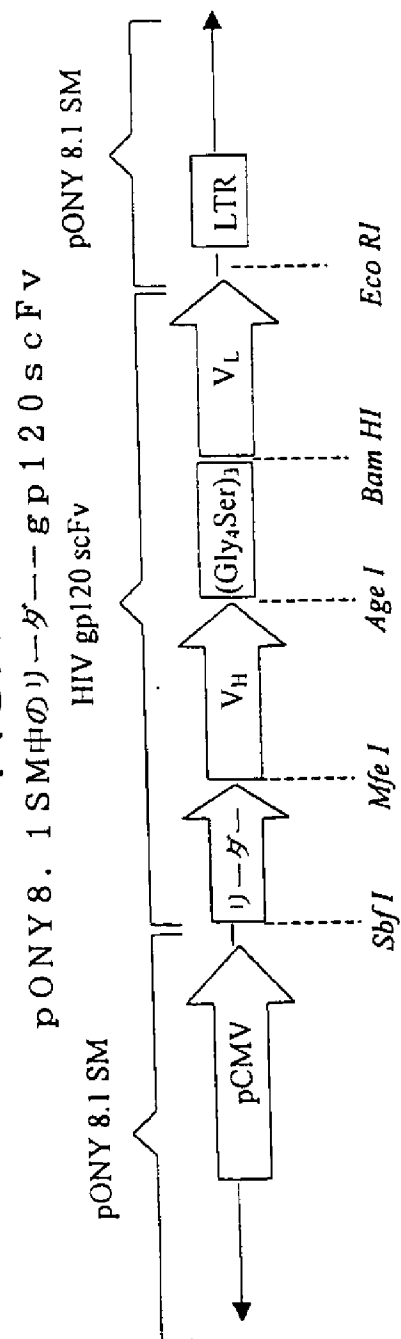 pONY8.1SM中のリーダー--gp120scFv
pONY 8.1 SM
HIV gp120 scFv
pONY 8.1 SM
pCMV
リーダー
VH
(Gly4Ser)3
VL
LTR
Sbf I
Mfe I
Age I
Bam HI
Eco RI